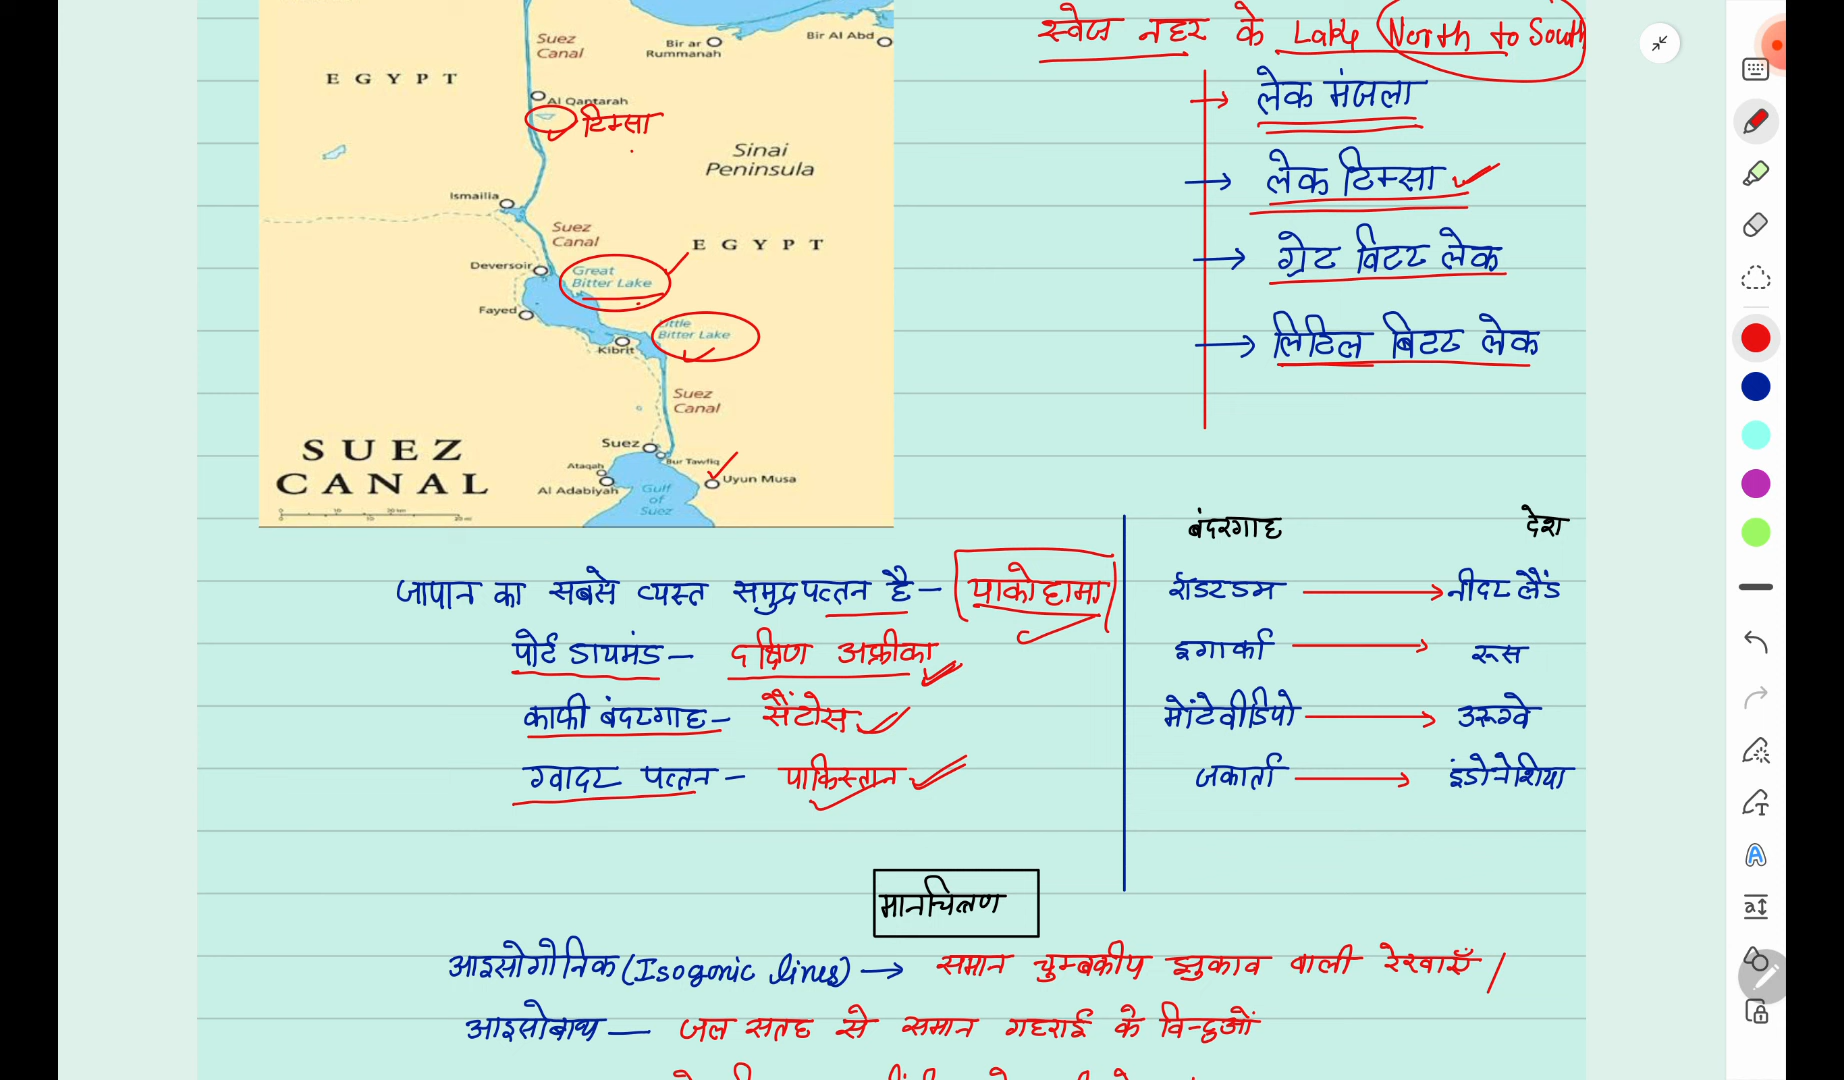 Suez
Canal
Bir ar
Rummanah
Bir Al Abd
E G Y P T
Al Qantarah
टिम्सा
Sinai
Peninsula
Ismailia
Suez
Canal
E G Y P T
Deversoir
Great
Bitter Lake
Fayed
Little
Bitter Lake
Kibrit
Suez
Canal
SUEZ
CANAL
Suez
Bur Tawfiq
Ataqah
Al Adabiyah
Uyun Musa
Gulf
of
Suez
स्वेज नहर के Lake North to South
लेक मंजला
लेक टिम्सा
ग्रेट बिटर लेक
लिटिल बिटर लेक
जापान का सबसे व्यस्त समुद्रपत्तन है – याकोहामा
पोर्ट डायमंड – दक्षिण अफ्रीका
काफी बंदरगाह – सैंटोस
ग्वादर पत्तन – पाकिस्तान
बंदरगाह देश
रॉडरडम → नीदरलैंड
इगार्का → रूस
मोंटेवीडियो → उरूग्वे
जकार्ता → इंडोनेशिया
मानचित्रण
आइसोगोनिक (Isogonic lines) → समान चुम्बकीय झुकाव वाली रेखाएँ /
आइसोबाथ — जल सतह से समान गहराई के बिन्दुओं